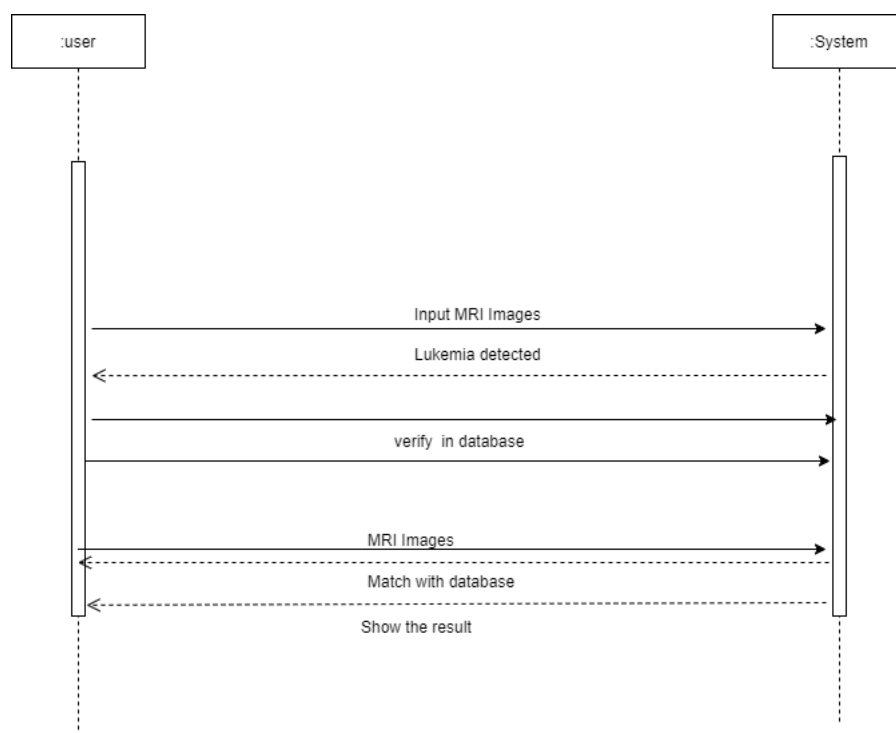 :user
:System
Input MRI Images
Lukemia detected
verify in database
MRI Images
Match with database
Show the result